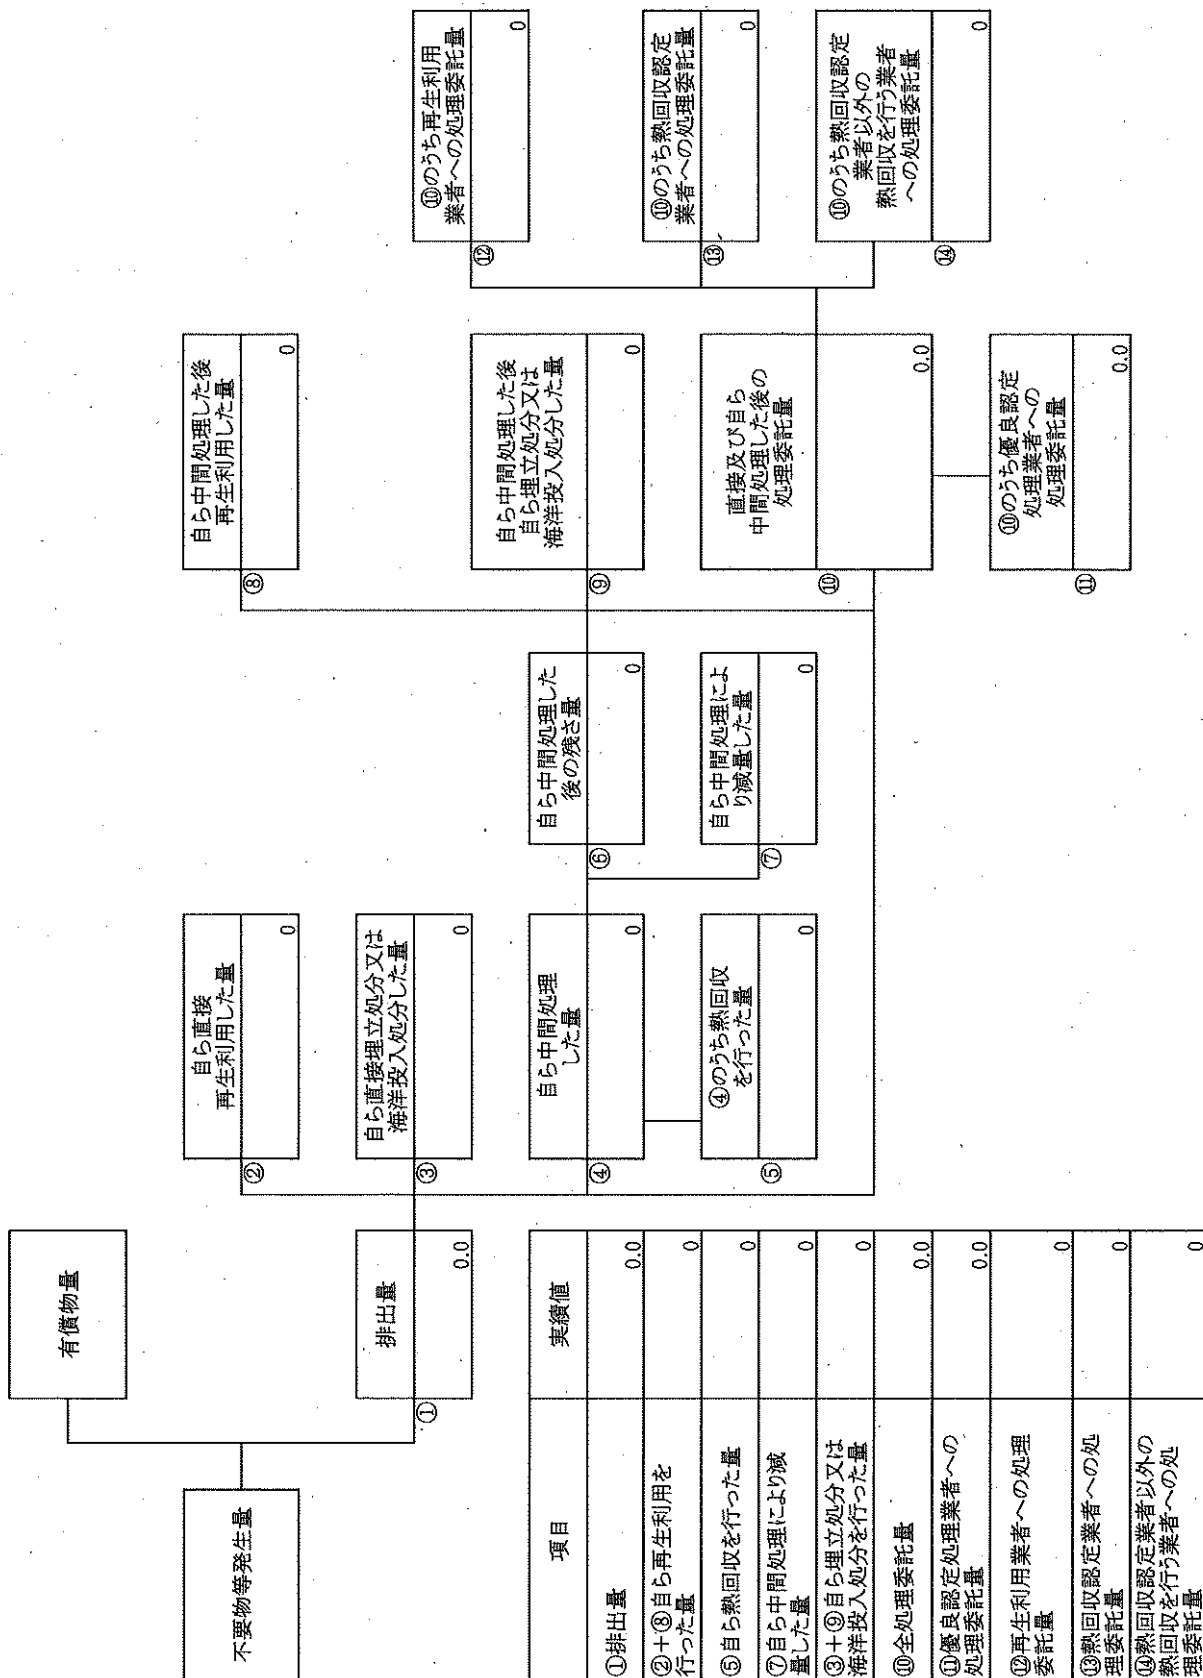 不要物等発生量
有償物量
排出量
①
0.0
自ら直接
再生利用した量
②
0
自ら直接埋立処分又は
海洋投入処分した量
③
0
自ら中間処理
した量
④
0
④のうち熱回収
を行った量
⑤
0
自ら中間処理した
後の残さ量
⑥
0
自ら中間処理によ
り減量した量
⑦
0
自ら中間処理した後
再生利用した量
⑧
0
自ら中間処理した後
自ら埋立処分又は
海洋投入処分した量
⑨
0
直接及び自ら
中間処理した後の
処理委託量
⑩
0.0
⑩のうち優良認定
処理業者への
処理委託量
⑪
0.0
⑩のうち再生利用
業者への処理委託量
⑫
0
⑩のうち熱回収認定
業者への処理委託量
⑬
0
⑩のうち熱回収認定
業者以外の
熱回収を行う業者
への処理委託量
⑭
0
項目
実績値
①排出量
0.0
②+⑧自ら再生利用を
行った量
0
⑤自ら熱回収を行った量
0
⑦自ら中間処理により減
量した量
0
③+⑨自ら埋立処分又は
海洋投入処分を行った量
0
⑩全処理委託量
0.0
⑪優良認定処理業者への
処理委託量
0.0
⑫再生利用業者への処理
委託量
0
⑬熱回収認定業者への処
理委託量
0
⑭熱回収認定業者以外の
熱回収を行う業者への処
理委託量
0